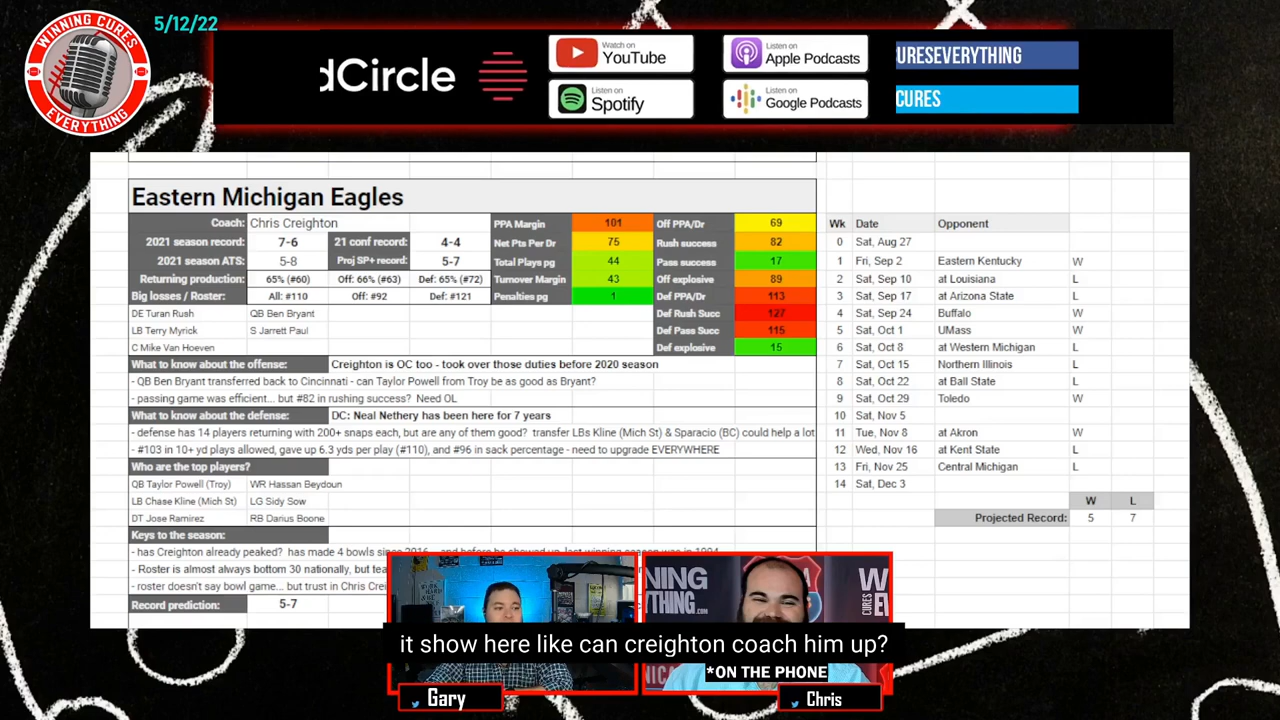 WINNING CURES
EVERYTHING
5/12/22
dCircle
Watch on
YouTube
Listen on
Apple Podcasts
CURESEVERYTHING
Listen on
Spotify
Listen on
Google Podcasts
CURES
Eastern Michigan Eagles
Coach: Chris Creighton PPA Margin 101 Off PPA/Dr 69
2021 season record: 7-6 21 conf record: 4-4 Net Pts Per Dr 75 Rush success 82
2021 season ATS: 5-8 Proj SP+ record: 5-7 Total Plays pg 44 Pass success 17
Returning production: 65% (#60) Off: 66% (#63) Def: 65% (#72) Turnover Margin 43 Off explosive 89
Big losses / Roster: All: #110 Off: #92 Def: #121 Penalties pg 1 Def PPA/Dr 113
DE Turan Rush QB Ben Bryant Def Rush Succ 127
LB Terry Myrick S Jarrett Paul Def Pass Succ 115
C Mike Van Hoeven Def explosive 15
What to know about the offense: Creighton is OC too - took over those duties before 2020 season
- QB Ben Bryant transferred back to Cincinnati - can Taylor Powell from Troy be as good as Bryant?
- passing game was efficient... but #82 in rushing success? Need OL
What to know about the defense: DC: Neal Nethery has been here for 7 years
- defense has 14 players returning with 200+ snaps each, but are any of them good? transfer LBs Kline (Mich St) & Sparacio (BC) could help a lot
- #103 in 10+ yd plays allowed, gave up 6.3 yds per play (#110), and #96 in sack percentage - need to upgrade EVERYWHERE
Who are the top players?
QB Taylor Powell (Troy) WR Hassan Beydoun
LB Chase Kline (Mich St) LG Sidy Sow
DT Jose Ramirez RB Darius Boone
Keys to the season:
- has Creighton already peaked? has made 4 bowls since 2016... and before he showed up, last winning season was in 1994
- Roster is almost always bottom 30 nationally, but tea
- roster doesn't say bowl game... but trust in Chris Crei
Record prediction: 5-7
Wk Date Opponent
0 Sat, Aug 27
1 Fri, Sep 2 Eastern Kentucky W
2 Sat, Sep 10 at Louisiana L
3 Sat, Sep 17 at Arizona State L
4 Sat, Sep 24 Buffalo W
5 Sat, Oct 1 UMass W
6 Sat, Oct 8 at Western Michigan L
7 Sat, Oct 15 Northern Illinois L
8 Sat, Oct 22 at Ball State L
9 Sat, Oct 29 Toledo W
10 Sat, Nov 5
11 Tue, Nov 8 at Akron W
12 Wed, Nov 16 at Kent State L
13 Fri, Nov 25 Central Michigan L
14 Sat, Dec 3
W L
Projected Record: 5 7
NING
YTHING
.COM
W
E
CURES
it show here like can creighton coach him up?
*ON THE PHONE
NICA
Gary
Chris